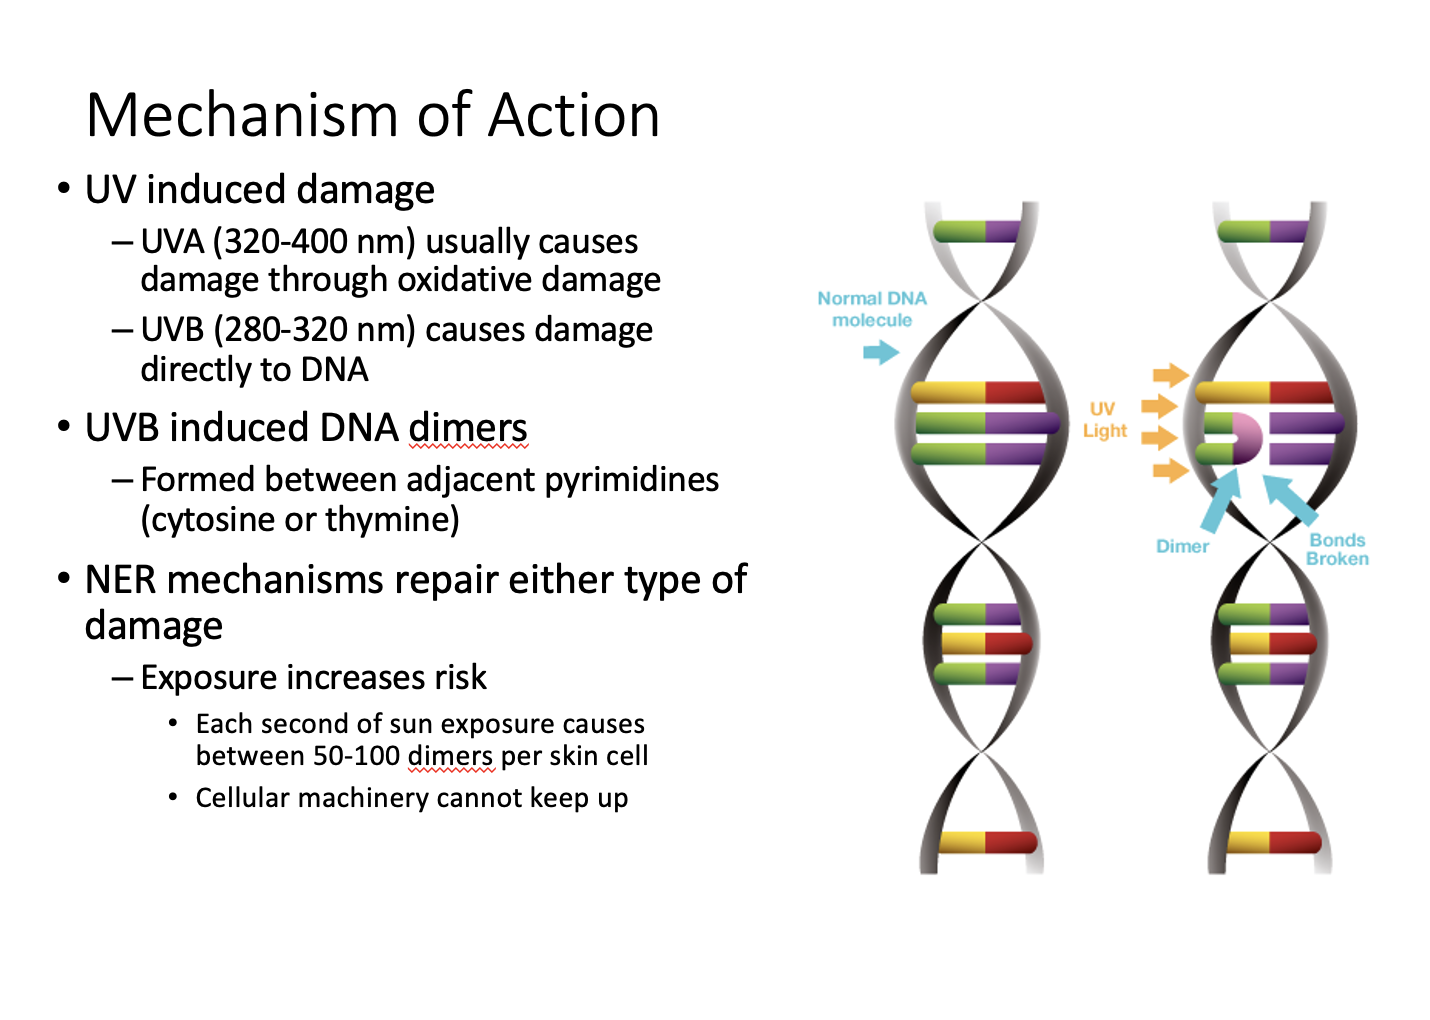 Mechanism of Action
• UV induced damage
– UVA (320-400 nm) usually causes
damage through oxidative damage
– UVB (280-320 nm) causes damage
directly to DNA
• UVB induced DNA dimers
– Formed between adjacent pyrimidines
(cytosine or thymine)
• NER mechanisms repair either type of
damage
– Exposure increases risk
• Each second of sun exposure causes
between 50-100 dimers per skin cell
• Cellular machinery cannot keep up
Normal DNA
molecule
UV
Light
Dimer
Bonds
Broken